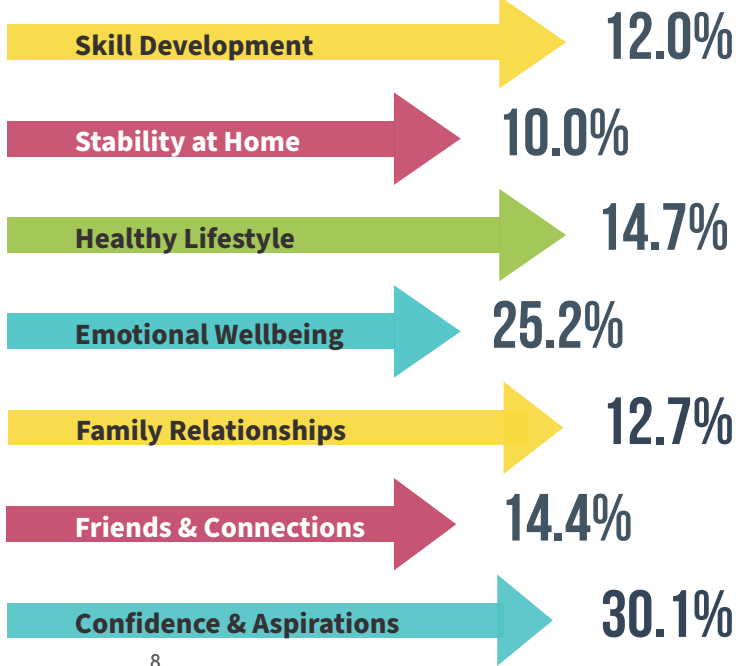 Skill Development 12.0%
Stability at Home 10.0%
Healthy Lifestyle 14.7%
Emotional Wellbeing 25.2%
Family Relationships 12.7%
Friends & Connections 14.4%
Confidence & Aspirations 30.1%
8